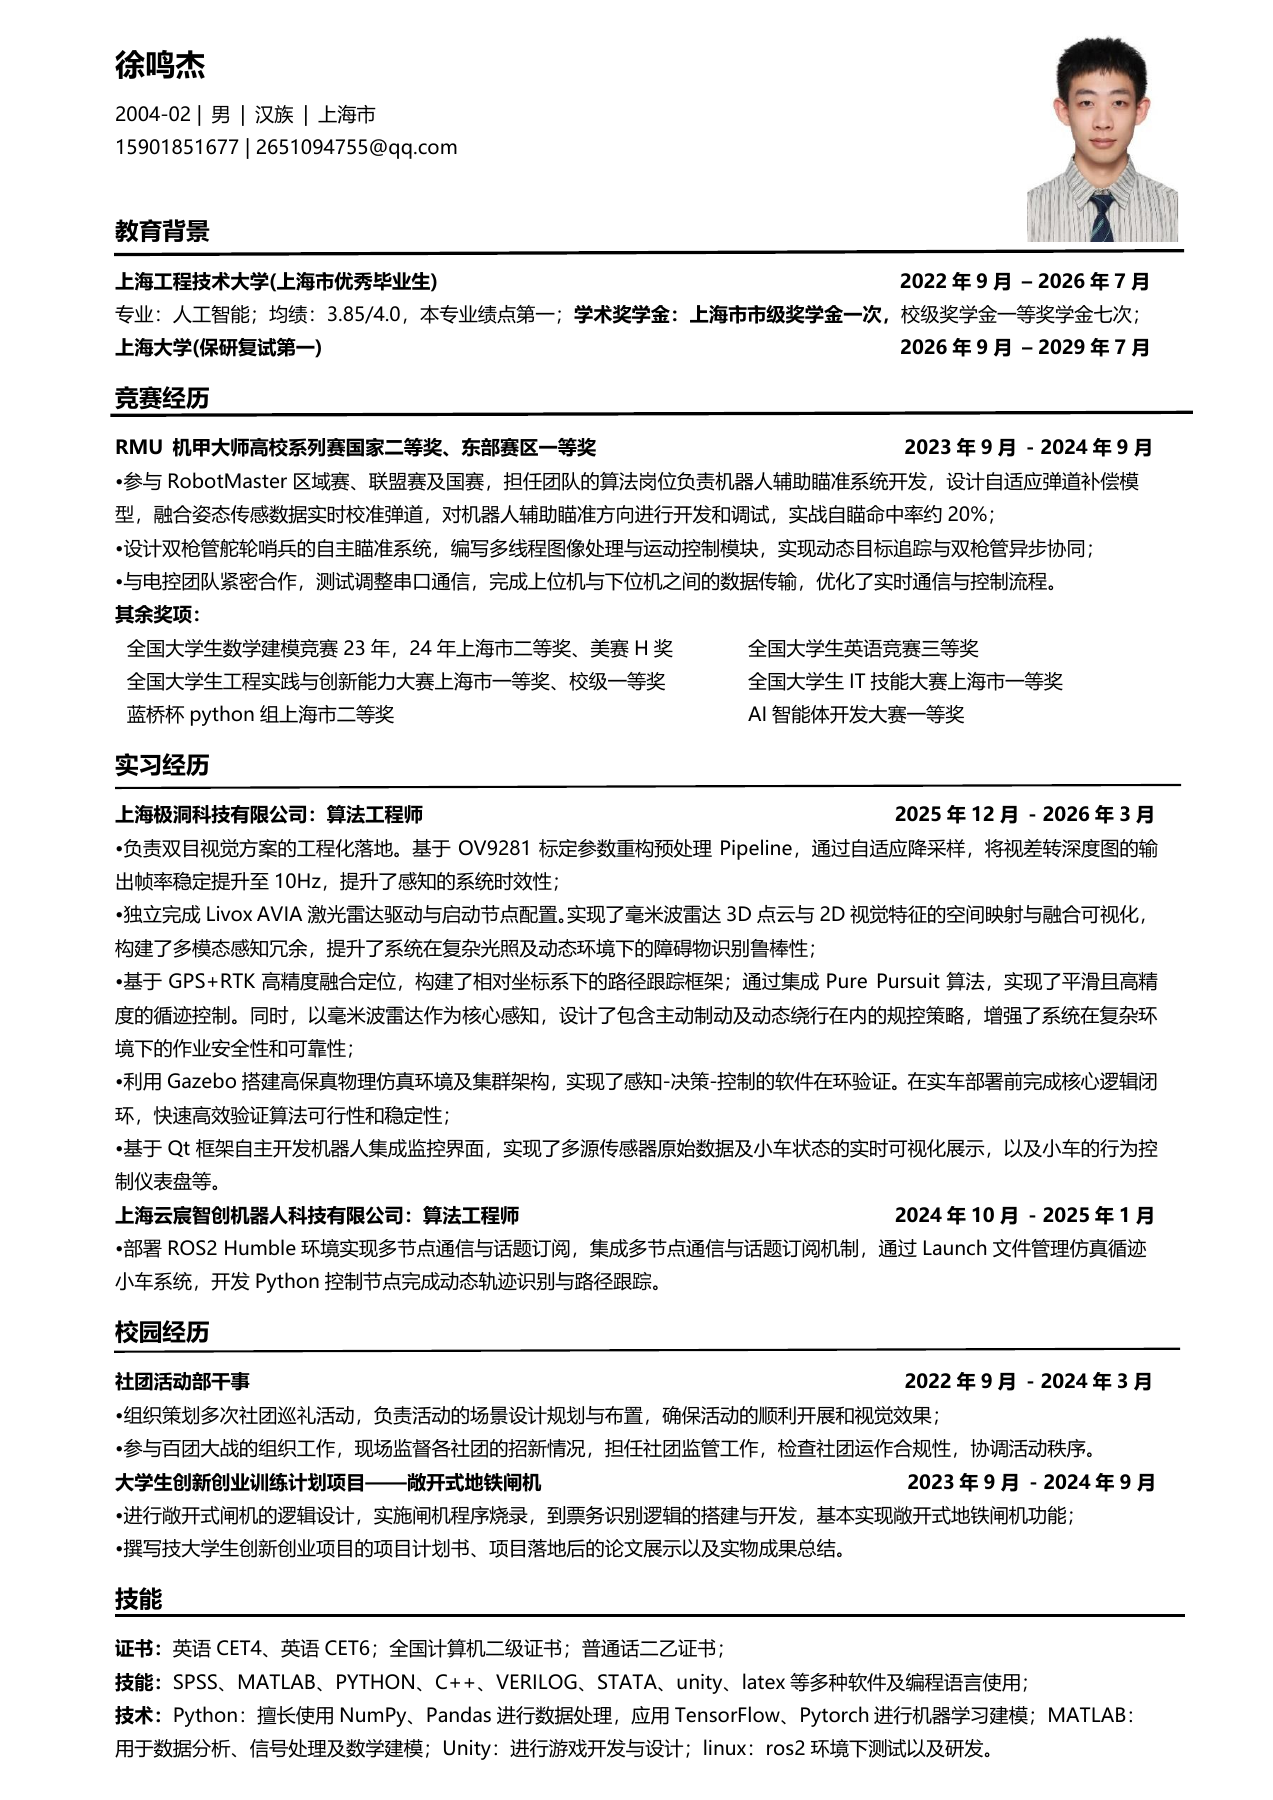 徐鸣杰
2004-02 | 男 | 汉族 | 上海市
15901851677 | 2651094755@qq.com
教育背景
上海工程技术大学(上海市优秀毕业生) 2022 年 9 月 – 2026 年 7 月
专业：人工智能；均绩：3.85/4.0，本专业绩点第一；学术奖学金：上海市市级奖学金一次，校级奖学金一等奖学金七次；
上海大学(保研复试第一) 2026 年 9 月 – 2029 年 7 月
竞赛经历
RMU 机甲大师高校系列赛国家二等奖、东部赛区一等奖 2023 年 9 月 - 2024 年 9 月
•参与 RobotMaster 区域赛、联盟赛及国赛，担任团队的算法岗位负责机器人辅助瞄准系统开发，设计自适应弹道补偿模
型，融合姿态传感数据实时校准弹道，对机器人辅助瞄准方向进行开发和调试，实战自瞄命中率约 20%；
•设计双枪管舵轮哨兵的自主瞄准系统，编写多线程图像处理与运动控制模块，实现动态目标追踪与双枪管异步协同；
•与电控团队紧密合作，测试调整串口通信，完成上位机与下位机之间的数据传输，优化了实时通信与控制流程。
其余奖项：
全国大学生数学建模竞赛 23 年，24 年上海市二等奖、美赛 H 奖 全国大学生英语竞赛三等奖
全国大学生工程实践与创新能力大赛上海市一等奖、校级一等奖 全国大学生 IT 技能大赛上海市一等奖
蓝桥杯 python 组上海市二等奖 AI 智能体开发大赛一等奖
实习经历
上海极洞科技有限公司：算法工程师 2025 年 12 月 - 2026 年 3 月
•负责双目视觉方案的工程化落地。基于 OV9281 标定参数重构预处理 Pipeline，通过自适应降采样，将视差转深度图的输
出帧率稳定提升至 10Hz，提升了感知的系统时效性；
•独立完成 Livox AVIA 激光雷达驱动与启动节点配置。实现了毫米波雷达 3D 点云与 2D 视觉特征的空间映射与融合可视化，
构建了多模态感知冗余，提升了系统在复杂光照及动态环境下的障碍物识别鲁棒性；
•基于 GPS+RTK 高精度融合定位，构建了相对坐标系下的路径跟踪框架；通过集成 Pure Pursuit 算法，实现了平滑且高精
度的循迹控制。同时，以毫米波雷达作为核心感知，设计了包含主动制动及动态绕行在内的规控策略，增强了系统在复杂环
境下的作业安全性和可靠性；
•利用 Gazebo 搭建高保真物理仿真环境及集群架构，实现了感知-决策-控制的软件在环验证。在实车部署前完成核心逻辑闭
环，快速高效验证算法可行性和稳定性；
•基于 Qt 框架自主开发机器人集成监控界面，实现了多源传感器原始数据及小车状态的实时可视化展示，以及小车的行为控
制仪表盘等。
上海云宸智创机器人科技有限公司：算法工程师 2024 年 10 月 - 2025 年 1 月
•部署 ROS2 Humble 环境实现多节点通信与话题订阅，集成多节点通信与话题订阅机制，通过 Launch 文件管理仿真循迹
小车系统，开发 Python 控制节点完成动态轨迹识别与路径跟踪。
校园经历
社团活动部干事 2022 年 9 月 - 2024 年 3 月
•组织策划多次社团巡礼活动，负责活动的场景设计规划与布置，确保活动的顺利开展和视觉效果；
•参与百团大战的组织工作，现场监督各社团的招新情况，担任社团监管工作，检查社团运作合规性，协调活动秩序。
大学生创新创业训练计划项目——敞开式地铁闸机 2023 年 9 月 - 2024 年 9 月
•进行敞开式闸机的逻辑设计，实施闸机程序烧录，到票务识别逻辑的搭建与开发，基本实现敞开式地铁闸机功能；
•撰写技大学生创新创业项目的项目计划书、项目落地后的论文展示以及实物成果总结。
技能
证书：英语 CET4、英语 CET6；全国计算机二级证书；普通话二乙证书；
技能：SPSS、MATLAB、PYTHON、C++、VERILOG、STATA、unity、latex 等多种软件及编程语言使用；
技术：Python：擅长使用 NumPy、Pandas 进行数据处理，应用 TensorFlow、Pytorch 进行机器学习建模；MATLAB：
用于数据分析、信号处理及数学建模；Unity：进行游戏开发与设计；linux：ros2 环境下测试以及研发。